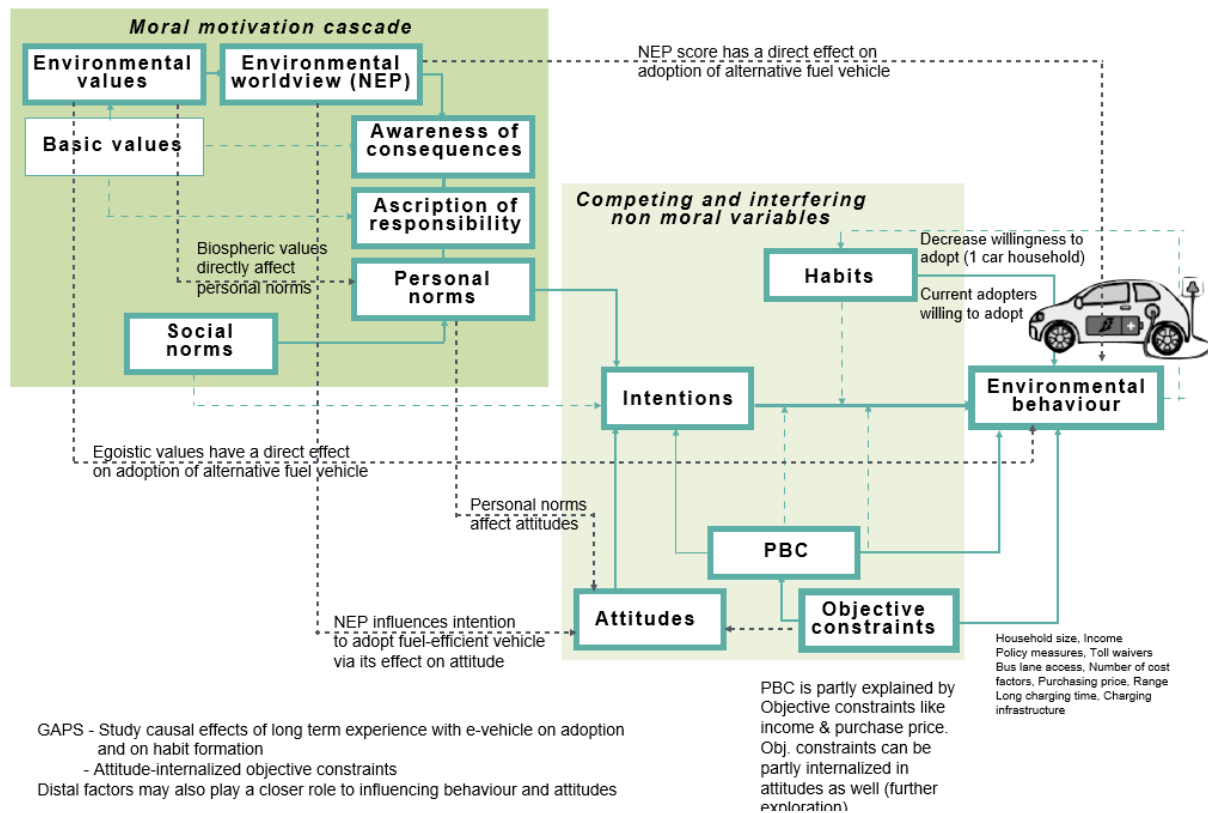 Moral motivation cascade
NEP score has a direct effect on
adoption of alternative fuel vehicle
Environmental
values
Environmental
worldview (NEP)
Basic values
Awareness of
consequences
Ascription of
responsibility
Biospheric values
directly affect
personal norms
Personal
norms
Social
norms
Competing and interfering
non moral variables
Decrease willingness to
adopt (1 car household)
Habits
Current adopters
willing to adopt
Intentions
Environmental
behaviour
Egoistic values have a direct effect
on adoption of alternative fuel vehicle
Personal norms
affect attitudes
PBC
Attitudes
Objective
constraints
NEP influences intention
to adopt fuel-efficient vehicle
via its effect on attitude
Household size, Income
Policy measures, Toll waivers
Bus lane access, Number of cost
factors, Purchasing price, Range
Long charging time, Charging
infrastructure
PBC is partly explained by
Objective constraints like
income & purchase price.
Obj. constraints can be
partly internalized in
attitudes as well (further
exploration)
GAPS - Study causal effects of long term experience with e-vehicle on adoption
and on habit formation
- Attitude-internalized objective constraints
Distal factors may also play a closer role to influencing behaviour and attitudes